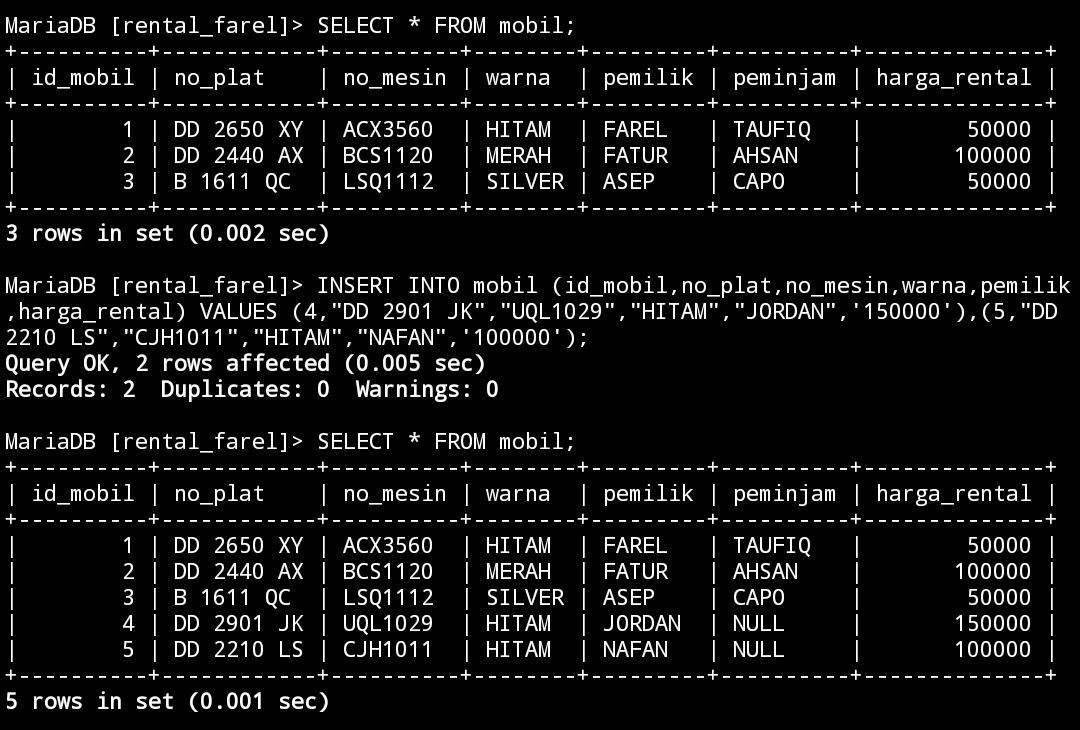 MariaDB [rental_farel]> SELECT * FROM mobil;
+----------+------------+----------+--------+---------+----------+--------------+
| id_mobil | no_plat    | no_mesin | warna  | pemilik | peminjam | harga_rental |
+----------+------------+----------+--------+---------+----------+--------------+
|        1 | DD 2650 XY | ACX3560  | HITAM  | FAREL   | TAUFIQ   |        50000 |
|        2 | DD 2440 AX | BCS1120  | MERAH  | FATUR   | AHSAN    |       100000 |
|        3 | B 1611 QC  | LSQ1112  | SILVER | ASEP    | CAPO     |        50000 |
+----------+------------+----------+--------+---------+----------+--------------+
3 rows in set (0.002 sec)
MariaDB [rental_farel]> INSERT INTO mobil (id_mobil,no_plat,no_mesin,warna,pemilik
,harga_rental) VALUES (4,"DD 2901 JK","UQL1029","HITAM","JORDAN",'150000'),(5,"DD
2210 LS","CJH1011","HITAM","NAFAN",'100000');
Query OK, 2 rows affected (0.005 sec)
Records: 2  Duplicates: 0  Warnings: 0
MariaDB [rental_farel]> SELECT * FROM mobil;
+----------+------------+----------+--------+---------+----------+--------------+
| id_mobil | no_plat    | no_mesin | warna  | pemilik | peminjam | harga_rental |
+----------+------------+----------+--------+---------+----------+--------------+
|        1 | DD 2650 XY | ACX3560  | HITAM  | FAREL   | TAUFIQ   |        50000 |
|        2 | DD 2440 AX | BCS1120  | MERAH  | FATUR   | AHSAN    |       100000 |
|        3 | B 1611 QC  | LSQ1112  | SILVER | ASEP    | CAPO     |        50000 |
|        4 | DD 2901 JK | UQL1029  | HITAM  | JORDAN  | NULL     |       150000 |
|        5 | DD 2210 LS | CJH1011  | HITAM  | NAFAN   | NULL     |       100000 |
+----------+------------+----------+--------+---------+----------+--------------+
5 rows in set (0.001 sec)